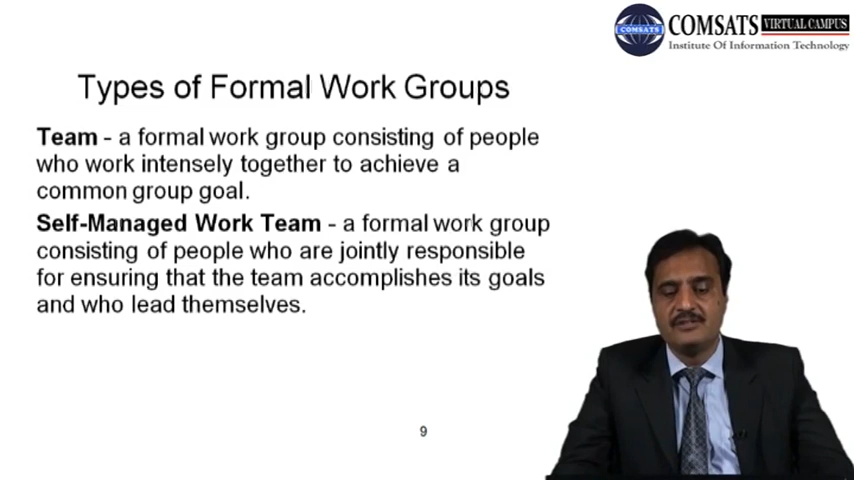 COMSATS
COMSATS VIRTUAL CAMPUS
Institute Of Information Technology
Types of Formal Work Groups
Team - a formal work group consisting of people
who work intensely together to achieve a
common group goal.
Self-Managed Work Team - a formal work group
consisting of people who are jointly responsible
for ensuring that the team accomplishes its goals
and who lead themselves.
9